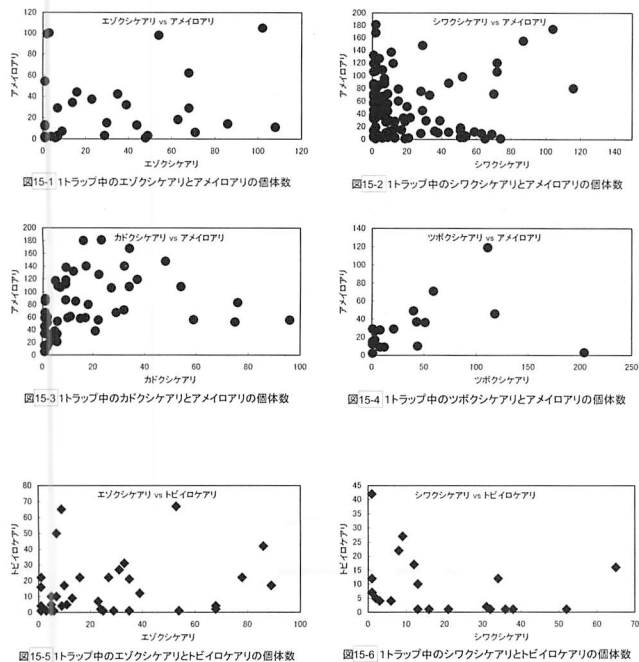 エゾクシケアリ vs アメイロアリ
120
100
80
60
40
20
0
アメイロアリ
0 20 40 60 80 100 120
エゾクシケアリ
図15-1 1トラップ中のエゾクシケアリとアメイロアリの個体数
シワクシケアリ vs アメイロアリ
200
180
160
140
120
100
80
60
40
20
0
アメイロアリ
0 20 40 60 80 100 120 140
シワクシケアリ
図15-2 1トラップ中のシワクシケアリとアメイロアリの個体数
カドクシケアリ vs アメイロアリ
200
180
160
140
120
100
80
60
40
20
0
アメイロアリ
0 20 40 60 80 100
カドクシケアリ
図15-3 1トラップ中のカドクシケアリとアメイロアリの個体数
ツボクシケアリ vs アメイロアリ
140
120
100
80
60
40
20
0
アメイロアリ
0 50 100 150 200 250
ツボクシケアリ
図15-4 1トラップ中のツボクシケアリとアメイロアリの個体数
エゾクシケアリ vs トビイロケアリ
80
70
60
50
40
30
20
10
0
トビイロケアリ
0 20 40 60 80 100
エゾクシケアリ
図15-5 1トラップ中のエゾクシケアリとトビイロケアリの個体数
シワクシケアリ vs トビイロケアリ
45
40
35
30
25
20
15
10
5
0
トビイロケアリ
0 10 20 30 40 50 60 70
シワクシケアリ
図15-6 1トラップ中のシワクシケアリとトビイロケアリの個体数